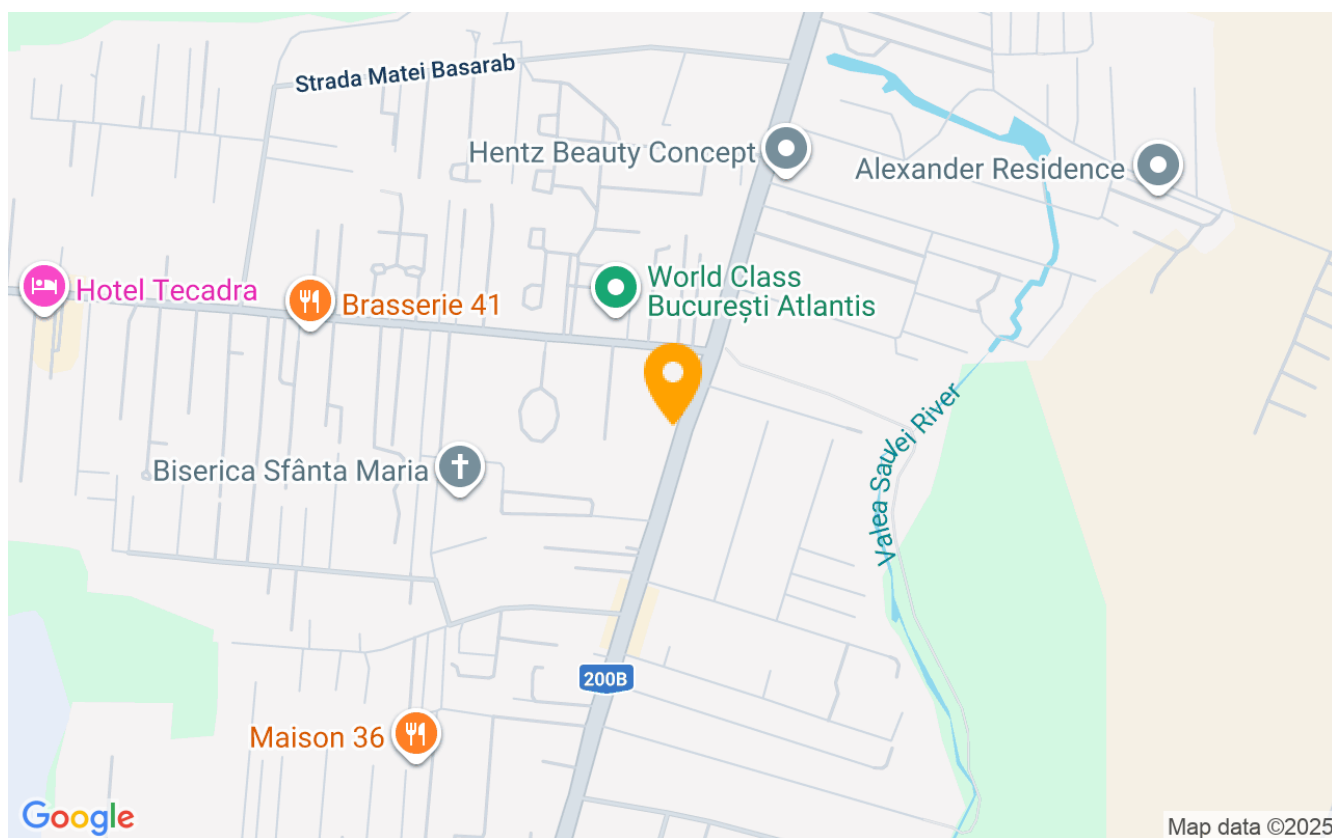 Strada Matei Basarab
Hentz Beauty Concept
Alexander Residence
Hotel Tecadra
Brasserie 41
World Class
București Atlantis
Valea Saulei River
Biserica Sfânta Maria
200B
Maison 36
Google
Map data ©2025